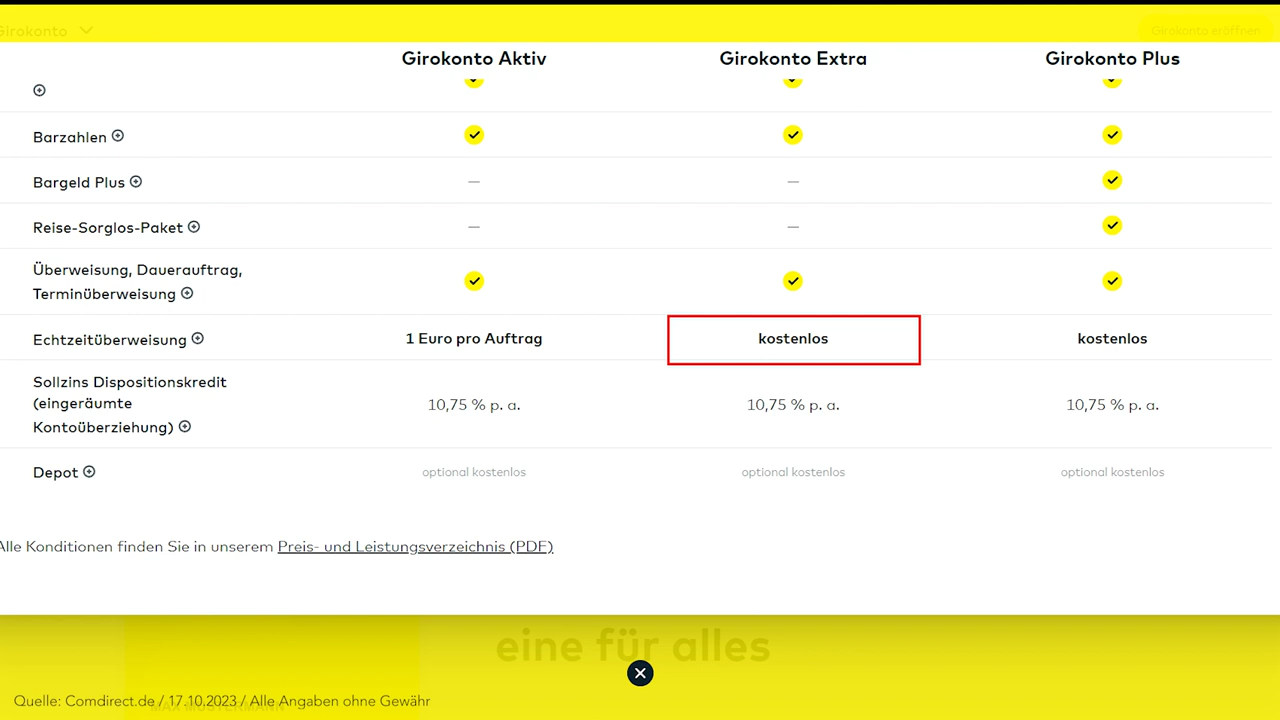 Girokonto
Girokonto eröffnen
Girokonto Aktiv Girokonto Extra Girokonto Plus
Barzahlen
Bargeld Plus — —
Reise-Sorglos-Paket — —
Überweisung, Dauerauftrag,
Terminüberweisung
Echtzeitüberweisung 1 Euro pro Auftrag kostenlos kostenlos
Sollzins Dispositionskredit
(eingeräumte
Kontoüberziehung) 10,75 % p. a. 10,75 % p. a. 10,75 % p. a.
Depot optional kostenlos optional kostenlos optional kostenlos
Alle Konditionen finden Sie in unserem Preis- und Leistungsverzeichnis (PDF)
eine für alles
MAX MUSTERMANN
Quelle: Comdirect.de / 17.10.2023 / Alle Angaben ohne Gewähr